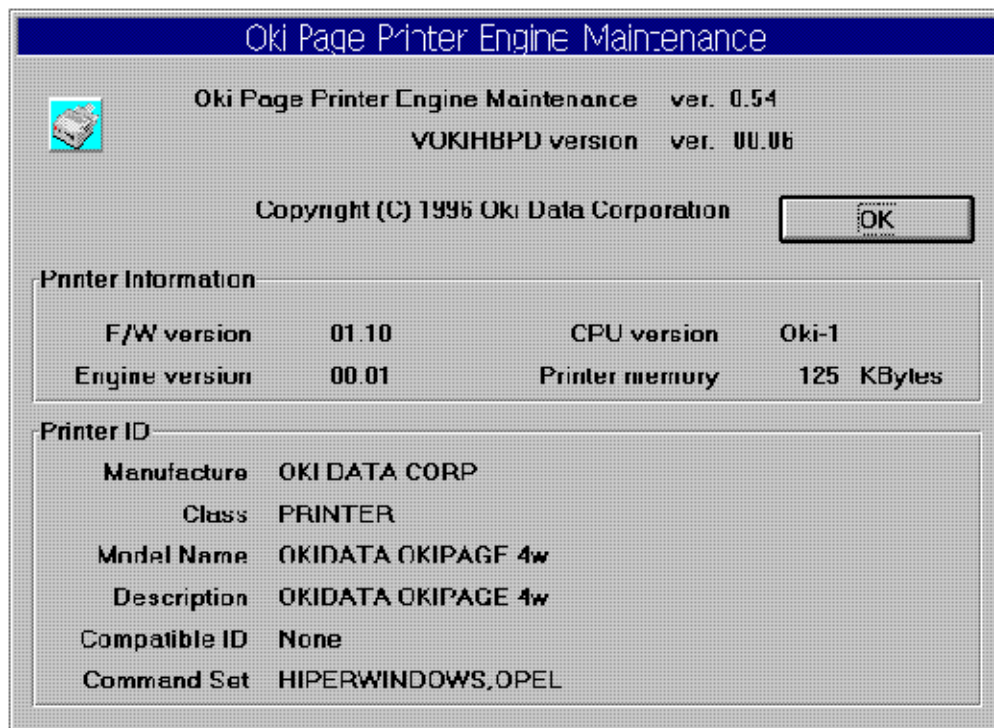 Oki Page Printer Engine Maintenance
Oki Page Printer Engine Maintenance ver. 0.54
VOKIHBPD version ver. 00.06
Copyright (C) 1996 Oki Data Corporation
OK
Printer Information
F/W version 01.10 CPU version Oki-1
Engine version 00.01 Printer memory 125 KBytes
Printer ID
Manufacture OKI DATA CORP
Class PRINTER
Model Name OKIDATA OKIPAGE 4w
Description OKIDATA OKIPAGE 4w
Compatible ID None
Command Set HIPERWINDOWS,OPEL